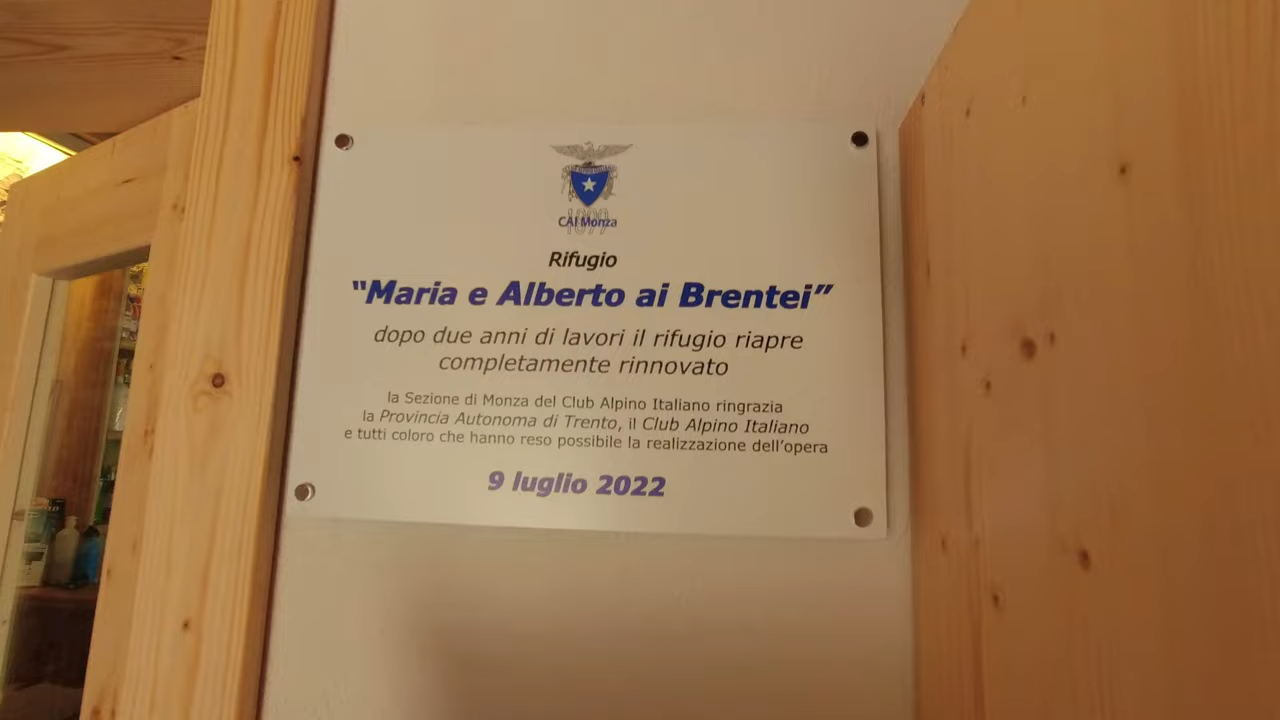 CAI Monza
Rifugio
“Maria e Alberto ai Brentei”
dopo due anni di lavori il rifugio riapre
completamente rinnovato
la Sezione di Monza del Club Alpino Italiano ringrazia
la Provincia Autonoma di Trento, il Club Alpino Italiano
e tutti coloro che hanno reso possibile la realizzazione dell’opera
9 luglio 2022